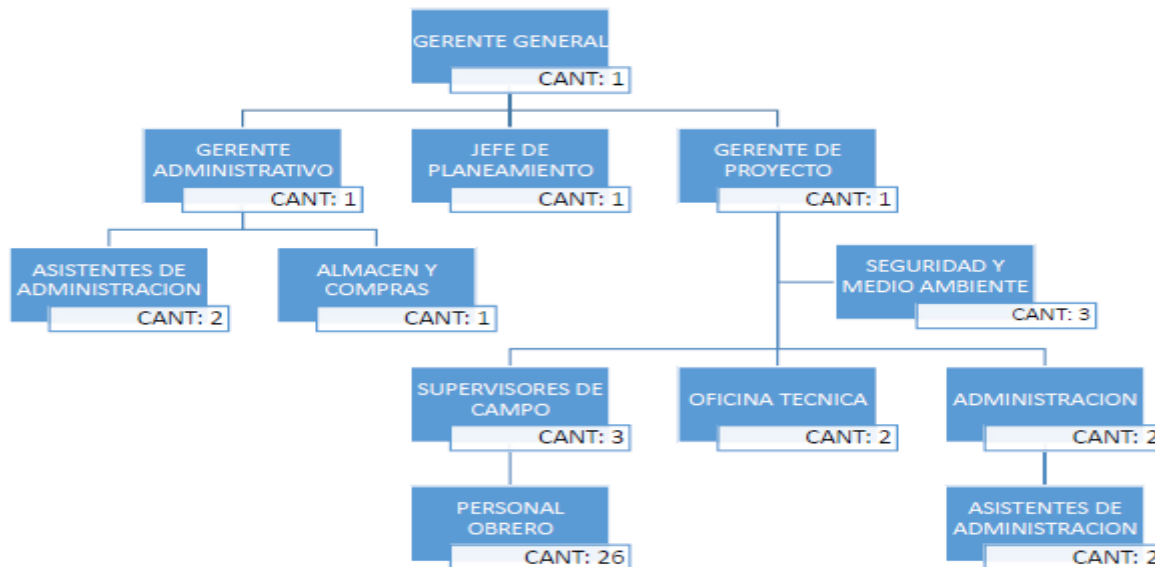 GERENTE GENERAL
CANT: 1
GERENTE
ADMINISTRATIVO
CANT: 1
JEFE DE
PLANEAMIENTO
CANT: 1
GERENTE DE
PROYECTO
CANT: 1
ASISTENTES DE
ADMINISTRACION
CANT: 2
ALMACEN Y
COMPRAS
CANT: 1
SEGURIDAD Y
MEDIO AMBIENTE
CANT: 3
SUPERVISORES DE
CAMPO
CANT: 3
OFICINA TECNICA
CANT: 2
ADMINISTRACION
CANT: 2
PERSONAL
OBRERO
CANT: 26
ASISTENTES DE
ADMINISTRACION
CANT: 2